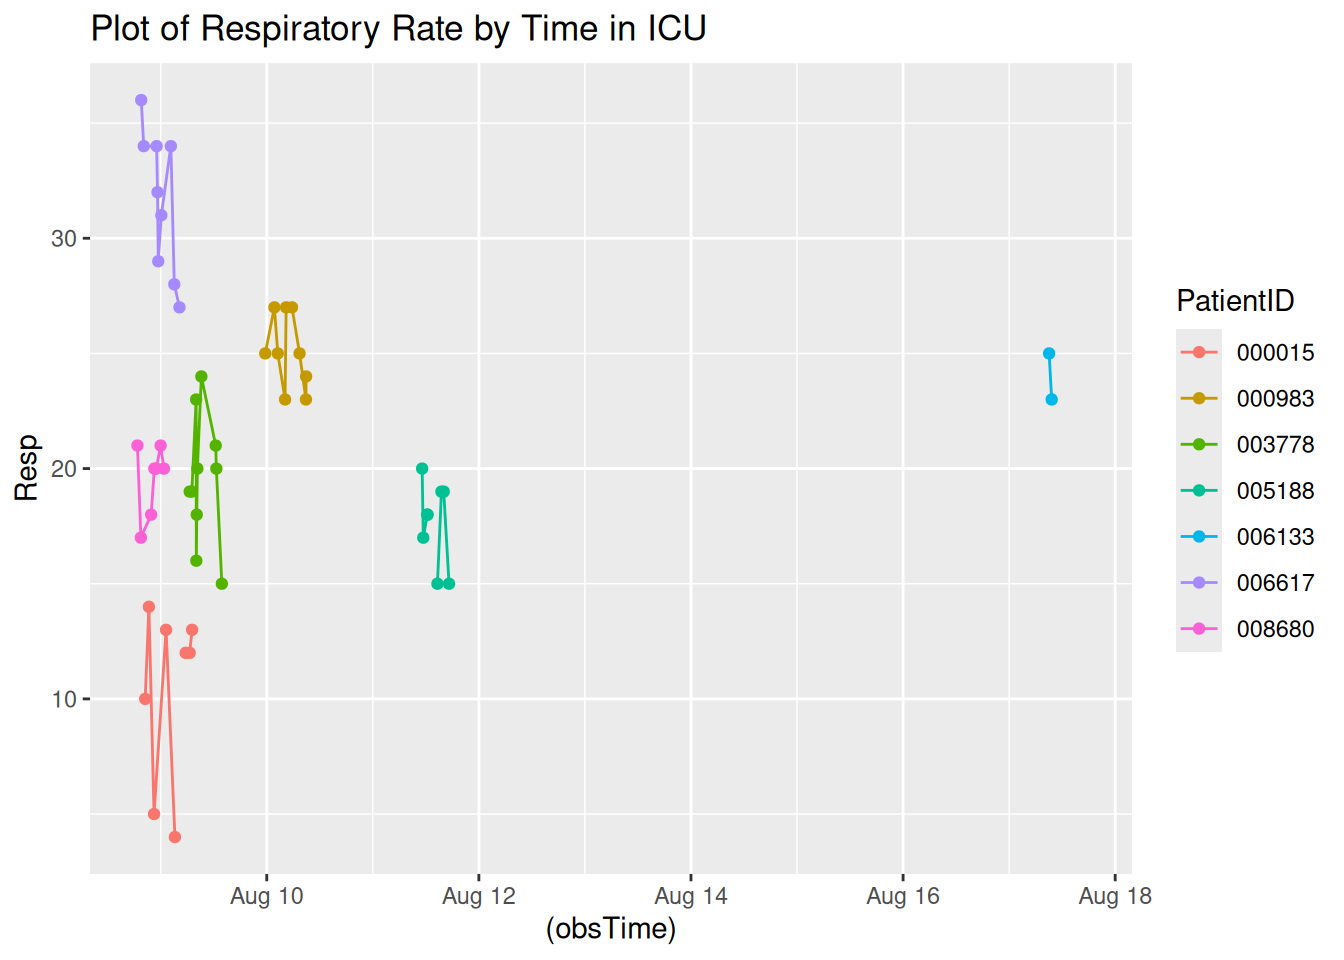 Plot of Respiratory Rate by Time in ICU
Resp
30
20
10
Aug 10
Aug 12
Aug 14
Aug 16
Aug 18
(obsTime)
PatientID
000015
000983
003778
005188
006133
006617
008680